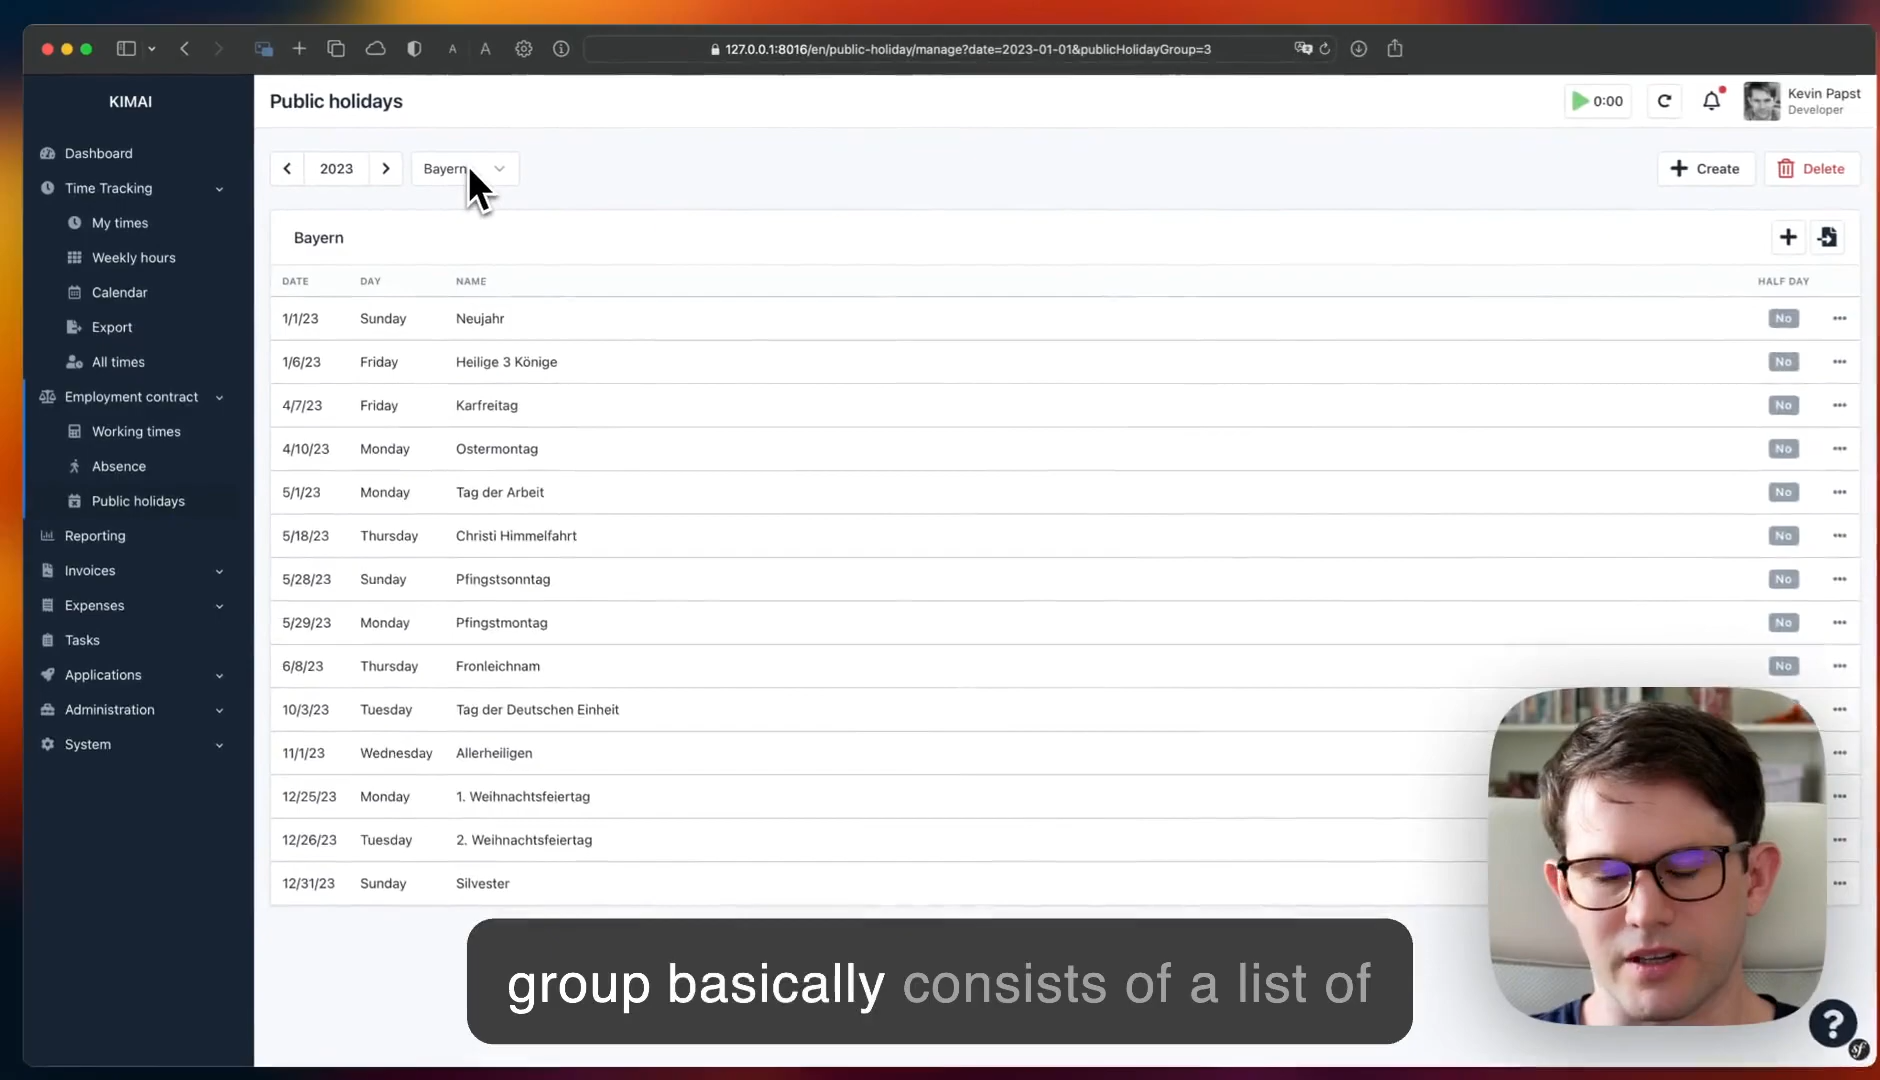 127.0.0.1:8016/en/public-holiday/manage?date=2023-01-01&publicHolidayGroup=3
KIMAI
Dashboard
Time Tracking
My times
Weekly hours
Calendar
Export
All times
Employment contract
Working times
Absence
Public holidays
Reporting
Invoices
Expenses
Tasks
Applications
Administration
System
Public holidays
0:00
Kevin Papst
Developer
2023
Bayern
Create
Delete
Bayern
DATE DAY NAME HALF DAY
1/1/23 Sunday Neujahr No
1/6/23 Friday Heilige 3 Könige No
4/7/23 Friday Karfreitag No
4/10/23 Monday Ostermontag No
5/1/23 Monday Tag der Arbeit No
5/18/23 Thursday Christi Himmelfahrt No
5/28/23 Sunday Pfingstsonntag No
5/29/23 Monday Pfingstmontag No
6/8/23 Thursday Fronleichnam No
10/3/23 Tuesday Tag der Deutschen Einheit
11/1/23 Wednesday Allerheiligen
12/25/23 Monday 1. Weihnachtsfeiertag
12/26/23 Tuesday 2. Weihnachtsfeiertag
12/31/23 Sunday Silvester
group basically consists of a list of
?
sf